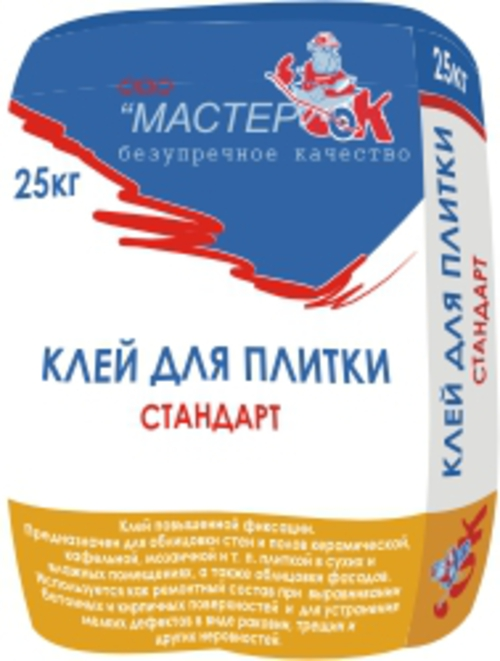 ООО
"МАСТЕРОК
безупречное качество
25кг
КЛЕЙ ДЛЯ ПЛИТКИ
СТАНДАРТ
Клей повышенной фиксации.
Предназначен для облицовки стен и полов керамической,
кафельной, мозаичной и т. п. плиткой в сухих и
влажных помещениях, а также облицовки фасадов.
Используется как ремонтный состав при выравнивании
бетонных и кирпичных поверхностей и для устранения
мелких дефектов в виде раковин, трещин и
других неровностей.
25кг
КЛЕЙ ДЛЯ ПЛИТКИ
СТАНДАРТ
ОК